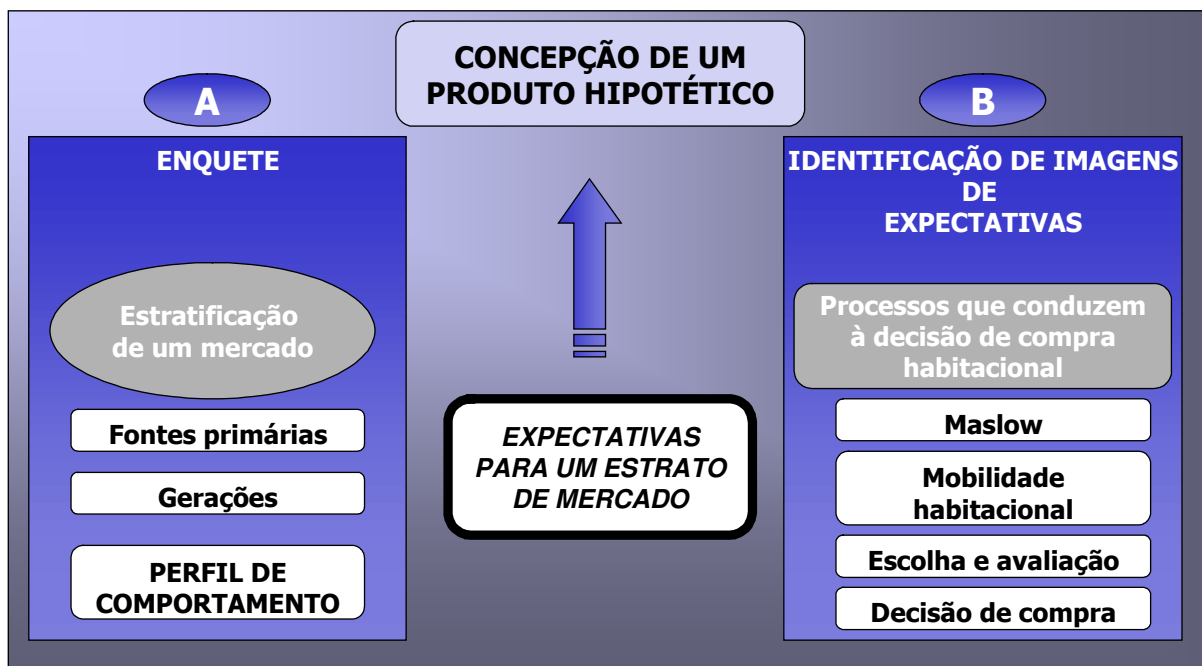 CONCEPÇÃO DE UM
PRODUTO HIPOTÉTICO
A
ENQUETE
Estratificação
de um mercado
Fontes primárias
Gerações
PERFIL DE
COMPORTAMENTO
EXPECTATIVAS
PARA UM ESTRATO
DE MERCADO
B
IDENTIFICAÇÃO DE IMAGENS
DE
EXPECTATIVAS
Processos que conduzem
à decisão de compra
habitacional
Maslow
Mobilidade
habitacional
Escolha e avaliação
Decisão de compra